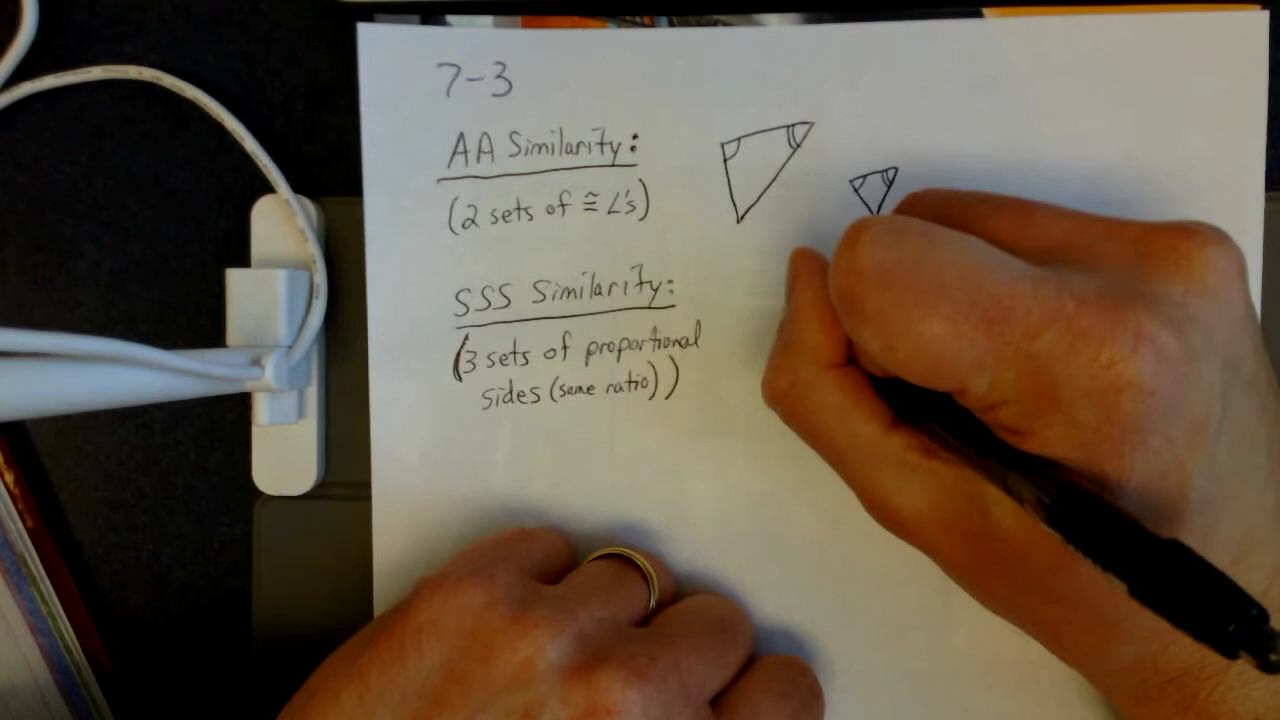 7-3
AA Similarity:
(2 sets of ≅ ∠'s)
SSS Similarity:
(3 sets of proportional
sides (same ratio))